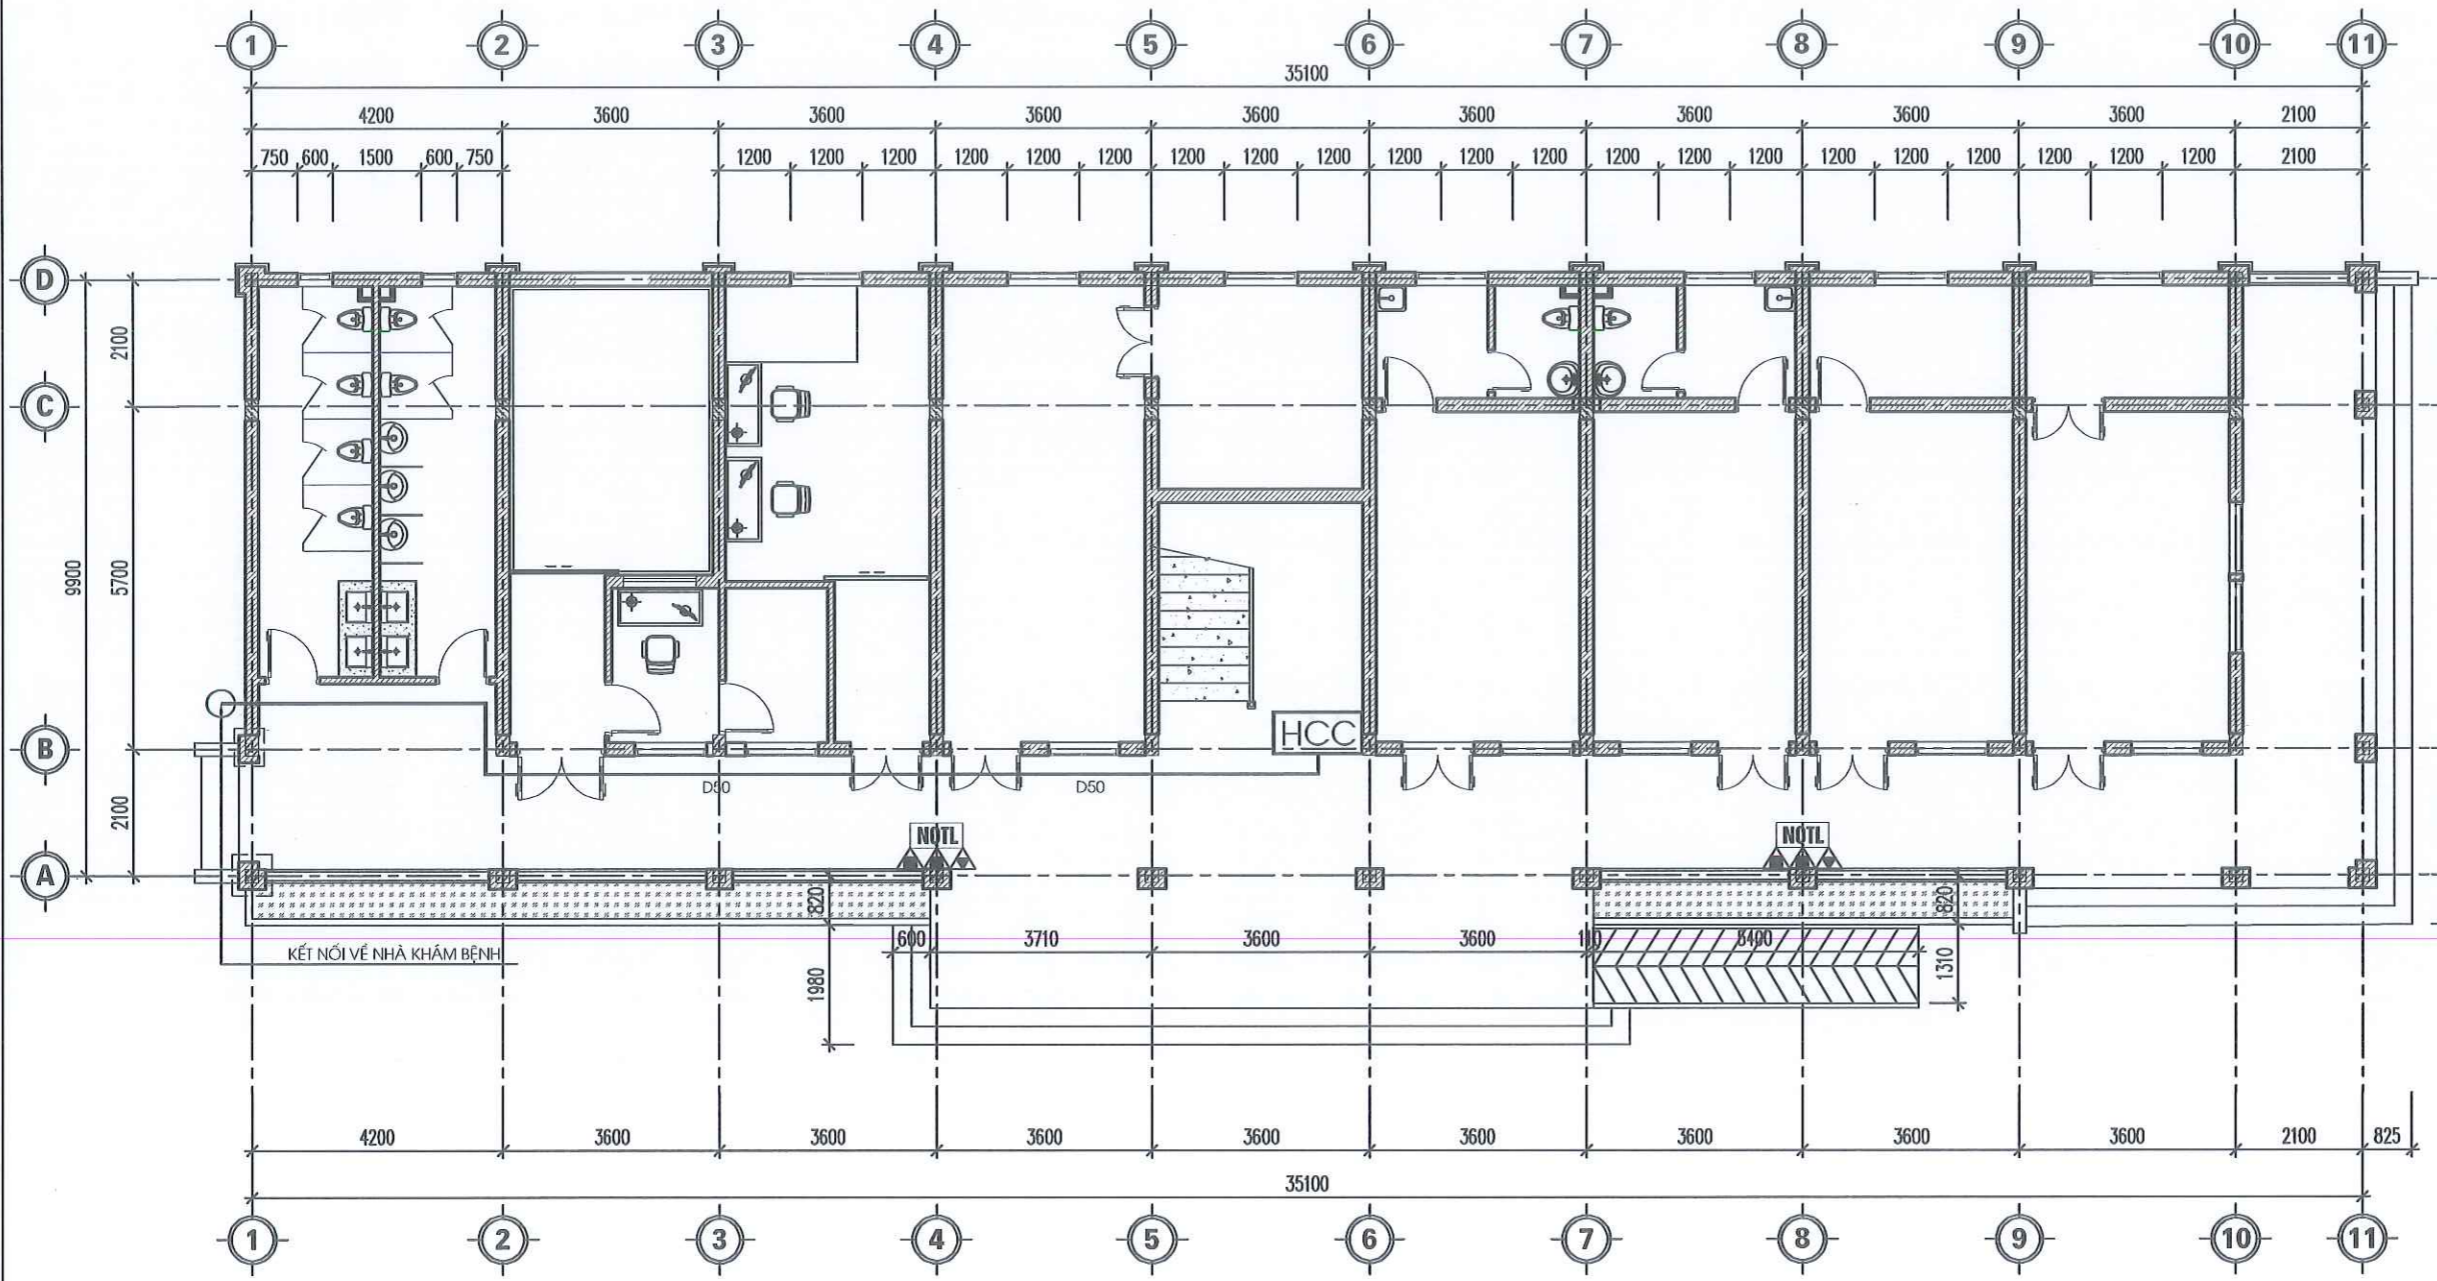 1 2 3 4 5 6 7 8 9 10 11
35100
4200 3600 3600 3600 3600 3600 3600 3600 3600 2100
750 600 1500 600 750 1200 1200 1200 1200 1200 1200 1200 1200 1200 1200 1200 1200 1200 1200 1200 1200 1200 1200 1200 1200 1200 2100
D
2100
C
9900
5700
HCC
B
D50 D50
2100
NQTL NQTL
A
820 820
600 3710 3600 3600 110 5400
KẾT NỐI VỀ NHÀ KHÁM BỆNH
1980 1310
4200 3600 3600 3600 3600 3600 3600 3600 3600 2100 825
35100
1 2 3 4 5 6 7 8 9 10 11